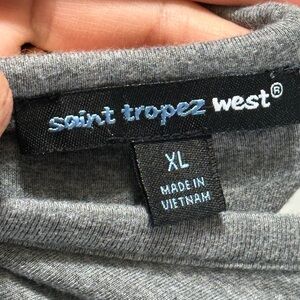 saint tropez west®
XL
MADE IN
VIETNAM